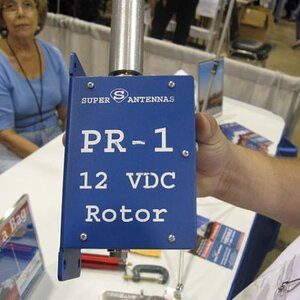 SUPER S ANTENNAS
PR-1
12 VDC
Rotor